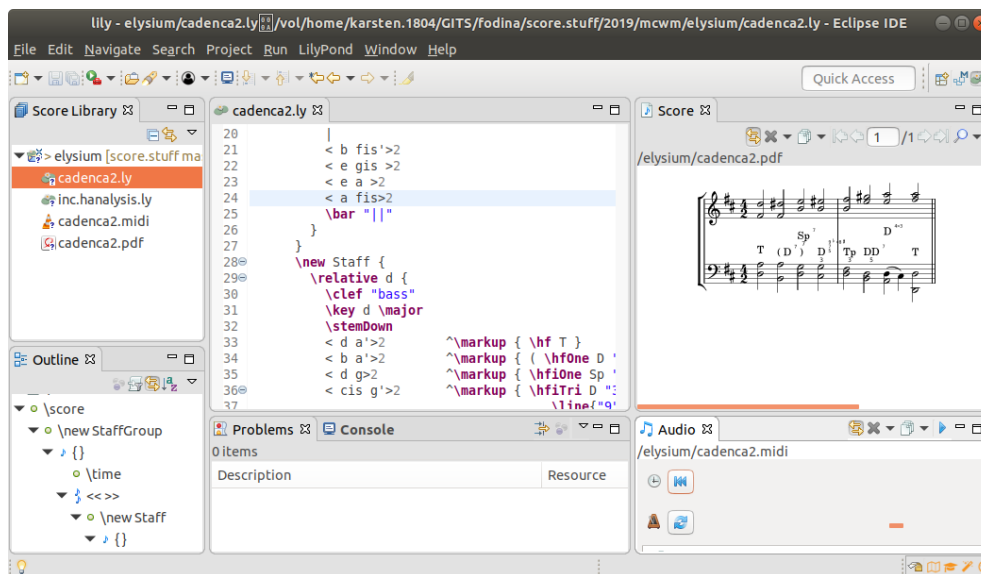 lily - elysium/cadenca2.ly /vol/home/karsten.1804/GITS/fodina/score.stuff/2019/mcwm/elysium/cadenca2.ly - Eclipse IDE
File Edit Navigate Search Project Run LilyPond Window Help
Quick Access
Score Library
> elysium [score.stuff ma
cadenca2.ly
inc.hanalysis.ly
cadenca2.midi
cadenca2.pdf
Outline
\score
\new StaffGroup
{}
\time
<< >>
\new Staff
{}
cadenca2.ly
20 |
21 < b fis'>2
22 < e gis >2
23 < e a >2
24 < a fis>2
25 \bar "||"
26 }
27 }
28 \new Staff {
29 \relative d {
30 \clef "bass"
31 \key d \major
32 \stemDown
33 < d a'>2 ^\markup { \hf T }
34 < b a'>2 ^\markup { ( \hfOne D "
35 < d g>2 ^\markup { \hfiOne Sp "
36 < cis g'>2 ^\markup { \hfiTri D "3
37 \line{"9"
Problems Console
0 items
Description Resource
Score
1 /1
/elysium/cadenca2.pdf
Sp 7 D
T (D 7 ) D Tp DD 7 T
Audio
/elysium/cadenca2.midi